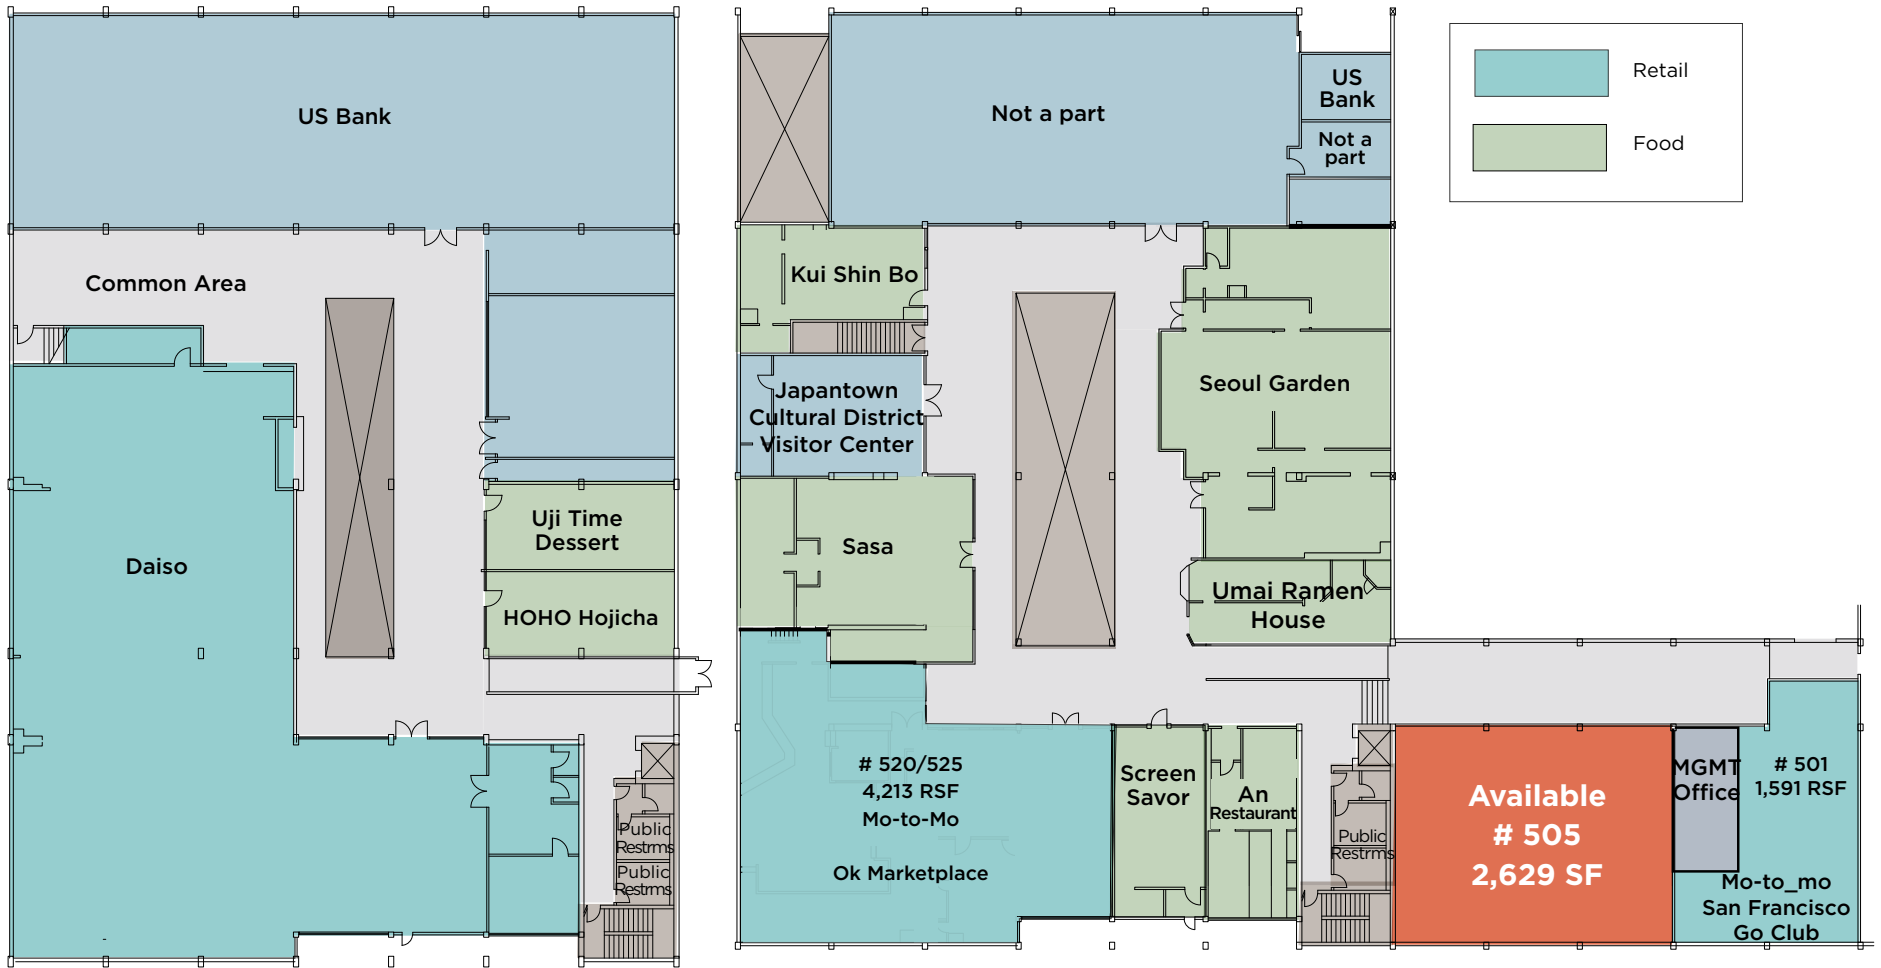 US Bank
Common Area
Daiso
Uji Time
Dessert
HOHO Hojicha
Public
Restrms
Public
Restrms
Not a part
US
Bank
Not a
part
Kui Shin Bo
Japantown
Cultural District
Visitor Center
Sasa
Seoul Garden
Umai Ramen
House
# 520/525
4,213 RSF
Mo-to-Mo
Ok Marketplace
Screen
Savor
An
Restaurant
Public
Restrms
Available
# 505
2,629 SF
MGMT
Office
# 501
1,591 RSF
Mo-to_mo
San Francisco
Go Club
Retail
Food